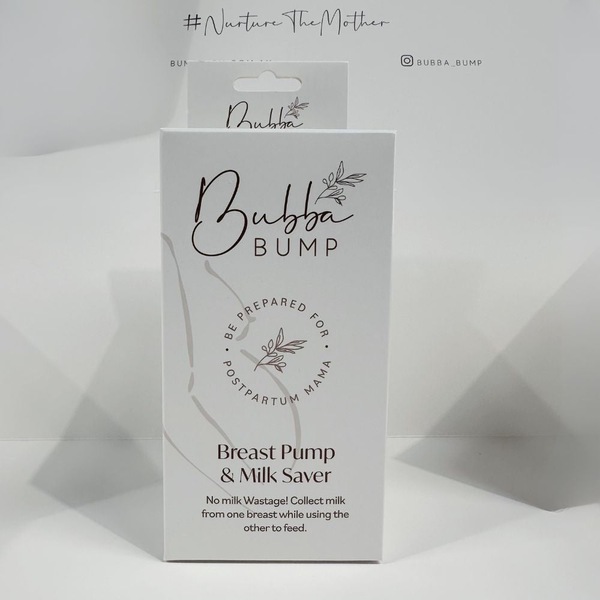 #NurtureTheMother
BUBBA_BUMP
Bubba
Bubba
BUMP
• BE PREPARED FOR •
POSTPARTUM MAMA
Breast Pump
& Milk Saver
No milk Wastage! Collect milk
from one breast while using the
other to feed.